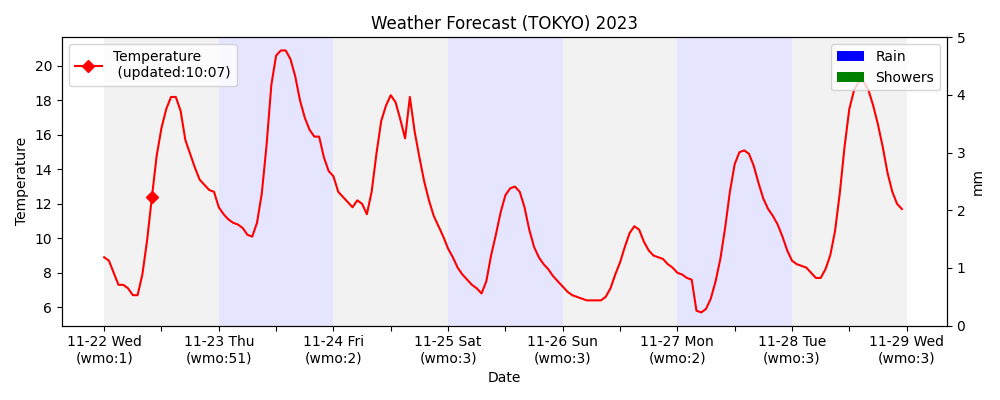 Weather Forecast (TOKYO) 2023
Temperature
(updated:10:07)
Rain
Showers
Temperature
20
18
16
14
12
10
8
6
5
4
3
2
1
0
mm
11-22 Wed
(wmo:1)
11-23 Thu
(wmo:51)
11-24 Fri
(wmo:2)
11-25 Sat
(wmo:3)
11-26 Sun
(wmo:3)
11-27 Mon
(wmo:2)
11-28 Tue
(wmo:3)
11-29 Wed
(wmo:3)
Date